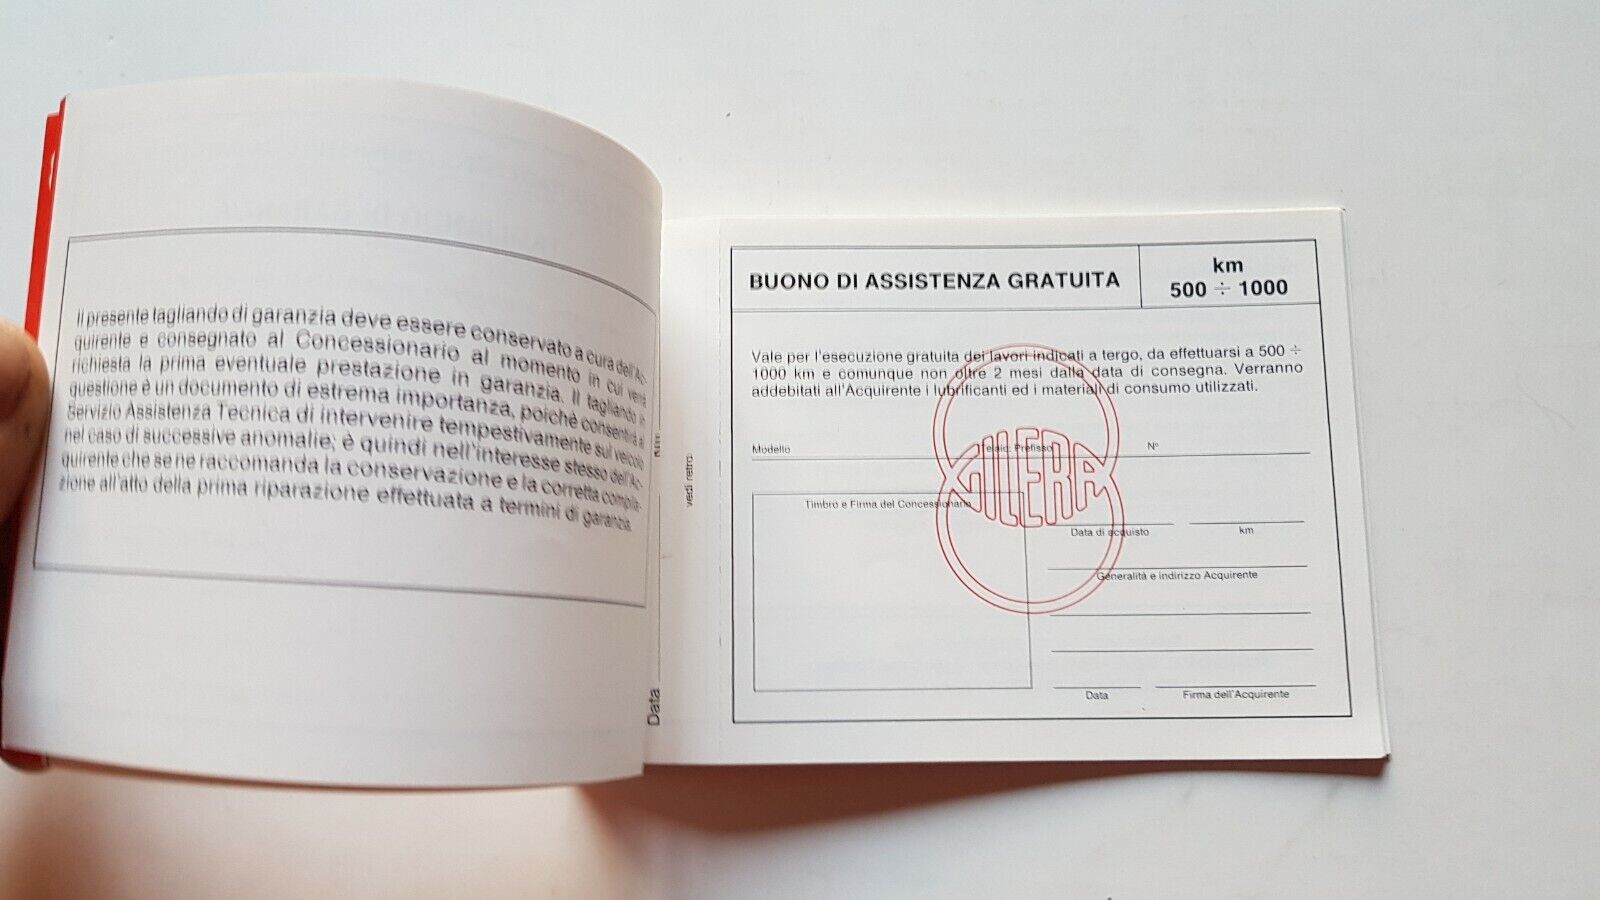 Il presente tagliando di garanzia deve essere conservato a cura dell'Ac-
quirente e consegnato al Concessionario al momento in cui verrà
richiesta la prima eventuale prestazione in garanzia. Il tagliando in
questione è un documento di estrema importanza, poichè consentirà al
Servizio Assistenza Tecnica di intervenire tempestivamente sul veicolo
nel caso di successive anomalie; è quindi nell'interesse stesso dell'Ac-
quirente che se ne raccomanda la conservazione e la corretta compila-
zione all'atto della prima riparazione effettuata a termini di garanzia.
Data
Km
vedi retro
BUONO DI ASSISTENZA GRATUITA
km
500 ÷ 1000
Vale per l'esecuzione gratuita dei lavori indicati a tergo, da effettuarsi a 500 ÷
1000 km e comunque non oltre 2 mesi dalla data di consegna. Verranno
addebitati all'Acquirente i lubrificanti ed i materiali di consumo utilizzati.
Modello
Telaio: Prefisso
N°
GILERA
Timbro e Firma del Concessionario
Data di acquisto
km
Generalità e indirizzo Acquirente
Data
Firma dell'Acquirente